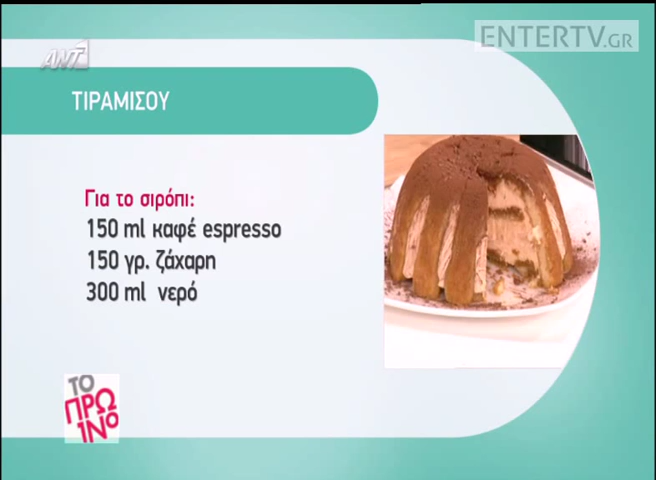 ENTERTV.GR
ANT1
ΤΙΡΑΜΙΣΟΥ
Για το σιρόπι:
150 ml καφέ espresso
150 γρ. ζάχαρη
300 ml νερό
ΤΟ
ΠΡΩ
ΙΝΟ